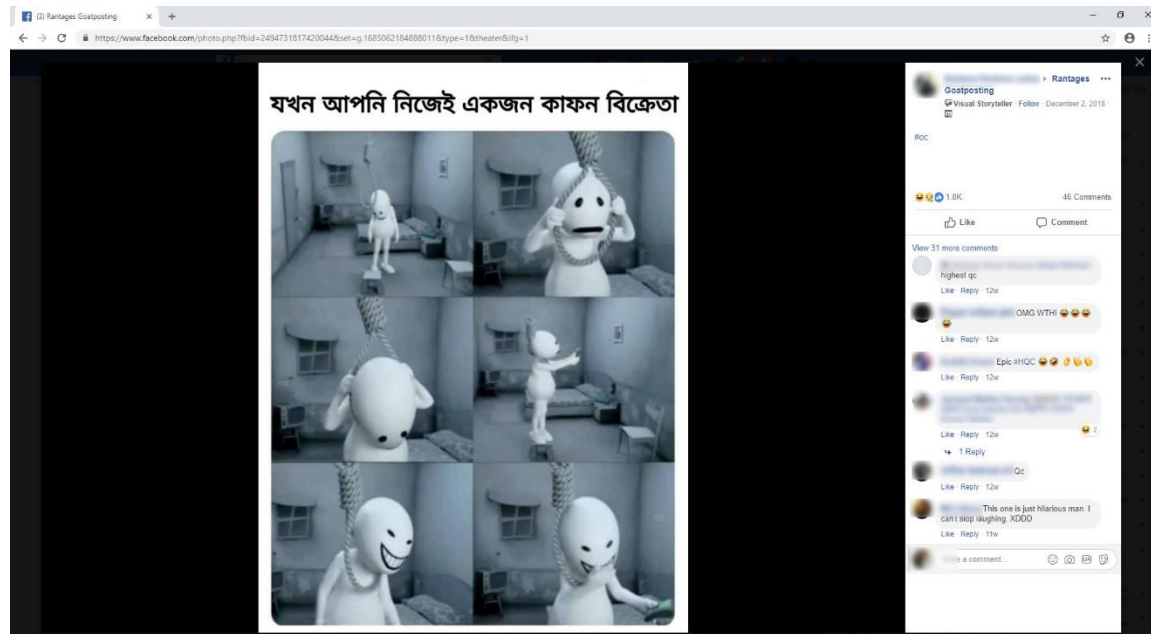 (3) Rantages Goatposting
https://www.facebook.com/photo.php?fbid=2494731817420044&set=g.1685062184888011&type=1&theater&ifg=1
যখন আপনি নিজেই একজন কাফন বিক্রেতা
Rantages
Goatposting
Visual Storyteller · Follow · December 2, 2018 ·
#oc
1.8K
46 Comments
Like
Comment
View 31 more comments
highest qc
Like · Reply · 12w
OMG WTH!
Like · Reply · 12w
Epic #HQC
Like · Reply · 12w
2
Like · Reply · 12w
1 Reply
Qc
Like · Reply · 12w
This one is just hilarious man. I
can't stop laughing. XDDD
Like · Reply · 11w
a comment...
GIF